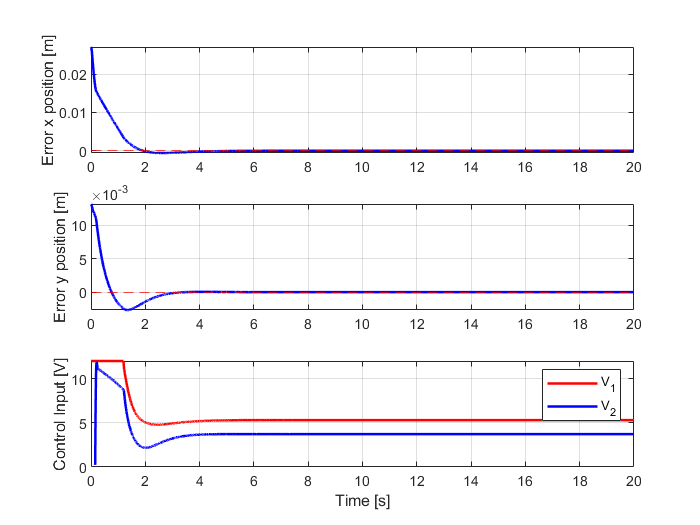 Error x position [m]
0.02
0.01
0
0 2 4 6 8 10 12 14 16 18 20
×10⁻³
Error y position [m]
10
5
0
0 2 4 6 8 10 12 14 16 18 20
Control Input [V]
10
5
0
V₁
V₂
0 2 4 6 8 10 12 14 16 18 20
Time [s]